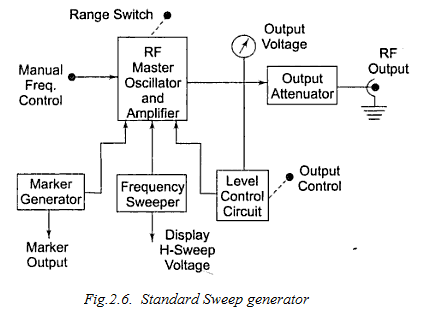 Range Switch
Output
Voltage
RF
Output
RF
Master
Oscillator
and
Amplifier
Manual
Freq.
Control
Output
Attenuator
Marker
Generator
Frequency
Sweeper
Level
Control
Circuit
Output
Control
Marker
Output
Display
H-Sweep
Voltage
Fig.2.6. Standard Sweep generator